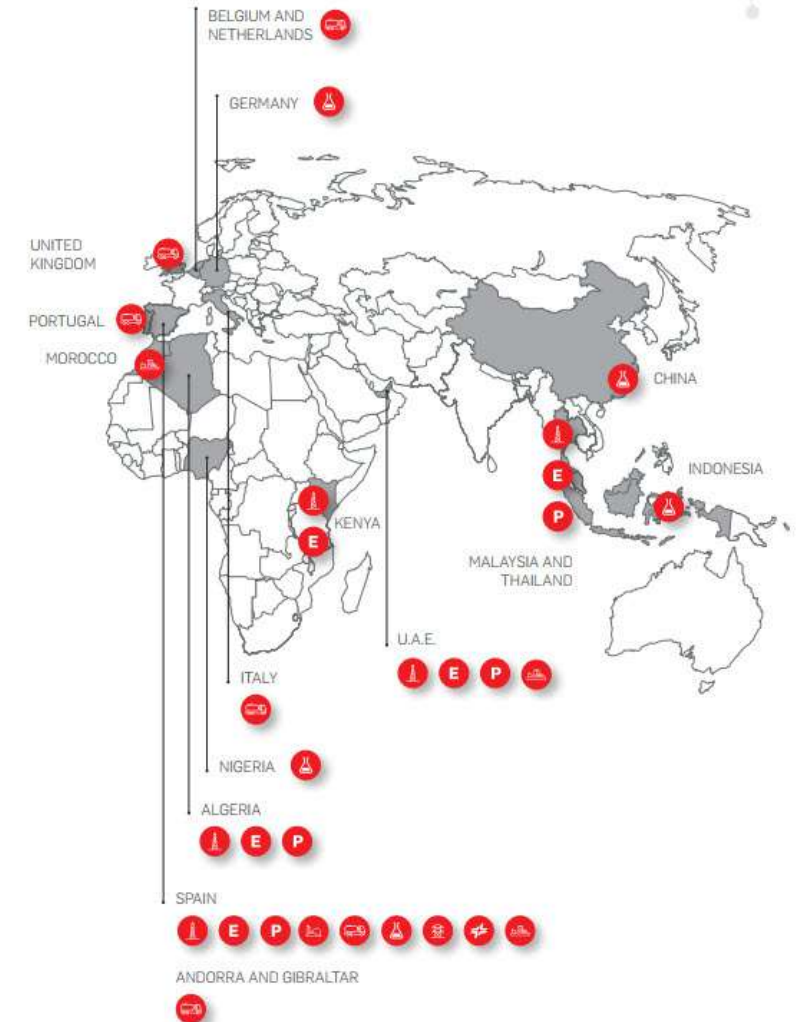 BELGIUM AND
NETHERLANDS
GERMANY
UNITED
KINGDOM
PORTUGAL
MOROCCO
CHINA
INDONESIA
E
KENYA
P
E
MALAYSIA AND
THAILAND
U.A.E.
E P
ITALY
NIGERIA
ALGERIA
E P
SPAIN
E P
ANDORRA AND GIBRALTAR